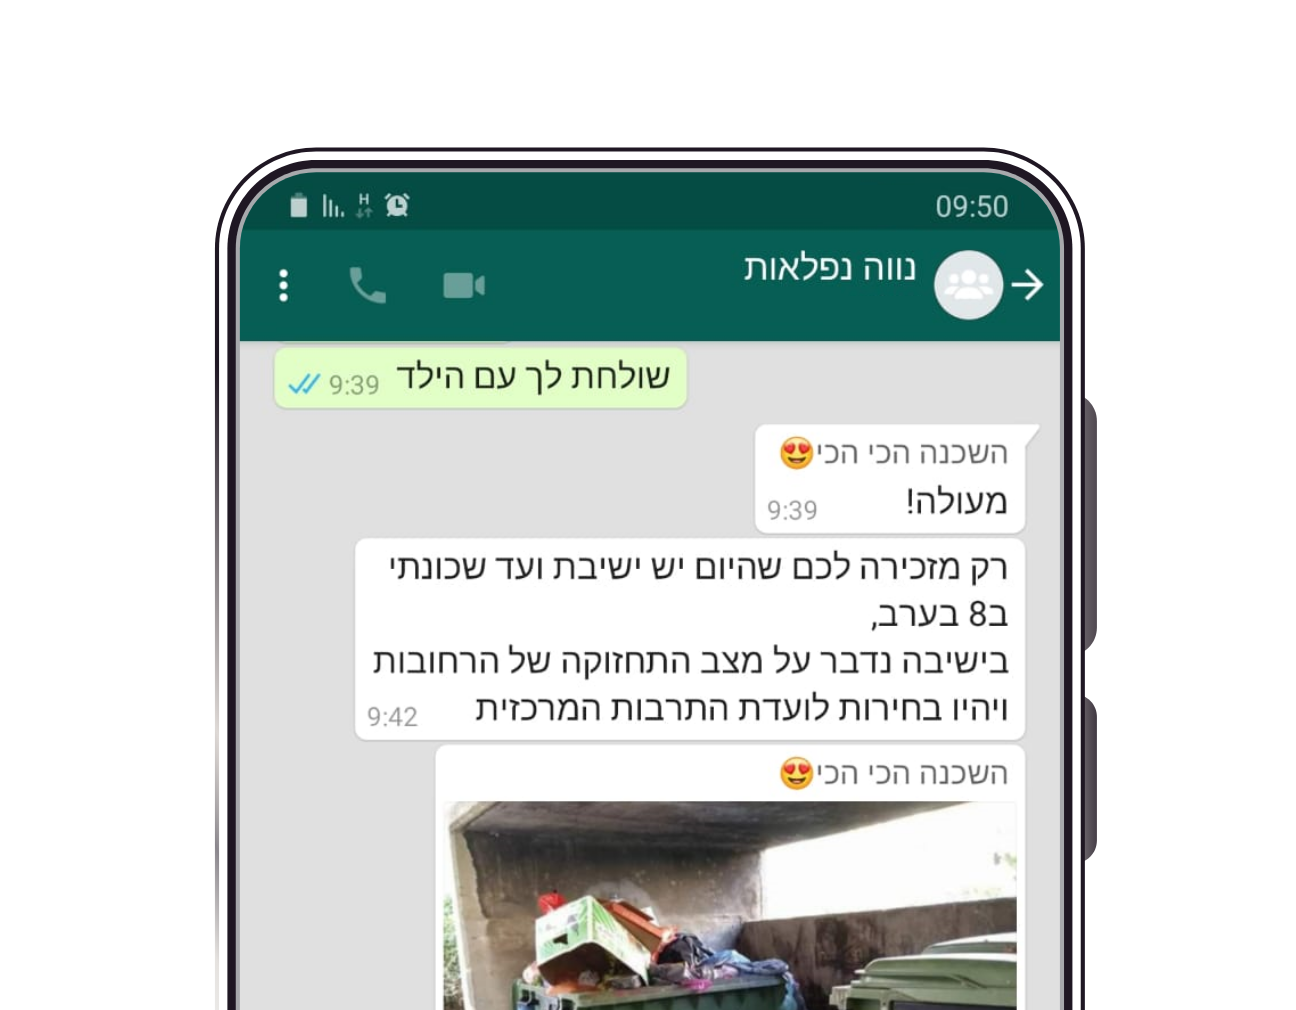 09:50
H
נווה נפלאות
שולחת לך עם הילד 9:39
השכנה הכי הכי😍
מעולה!
9:39
רק מזכירה לכם שהיום יש ישיבת ועד שכונתי
ב8 בערב,
בישיבה נדבר על מצב התחזוקה של הרחובות
ויהיו בחירות לועדת התרבות המרכזית
9:42
השכנה הכי הכי😍